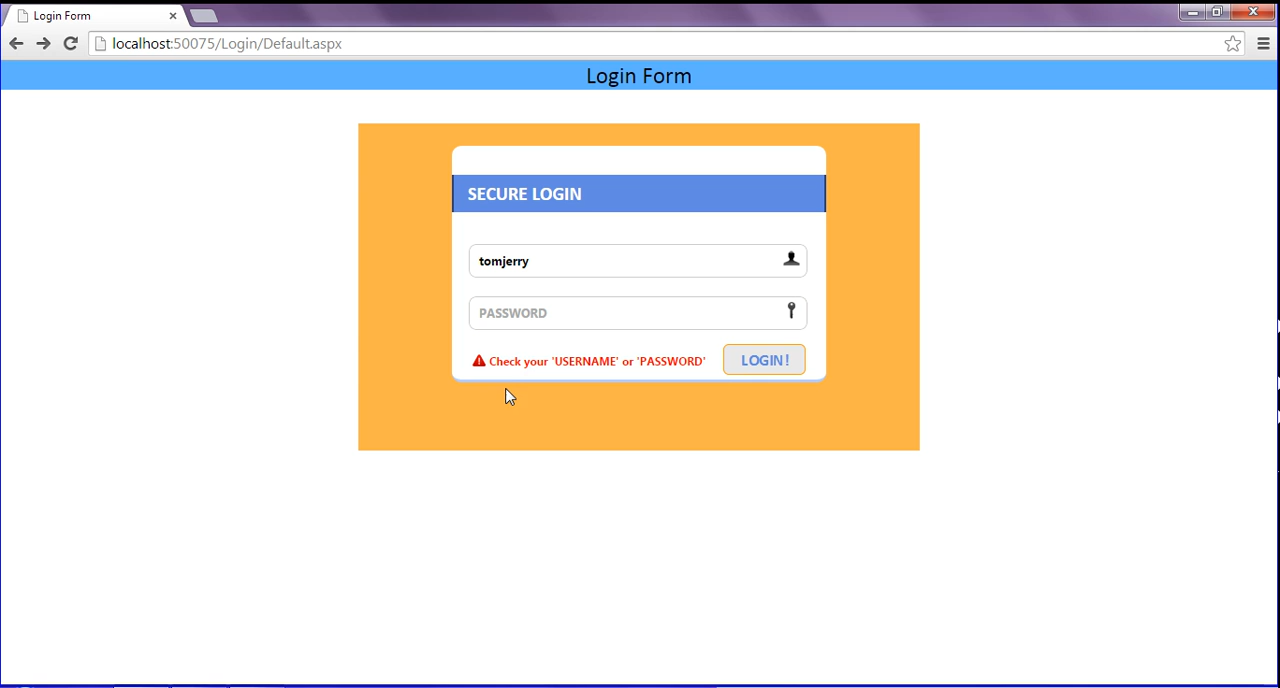 Login Form
localhost:50075/Login/Default.aspx
Login Form
SECURE LOGIN
tomjerry
PASSWORD
Check your 'USERNAME' or 'PASSWORD'
LOGIN!